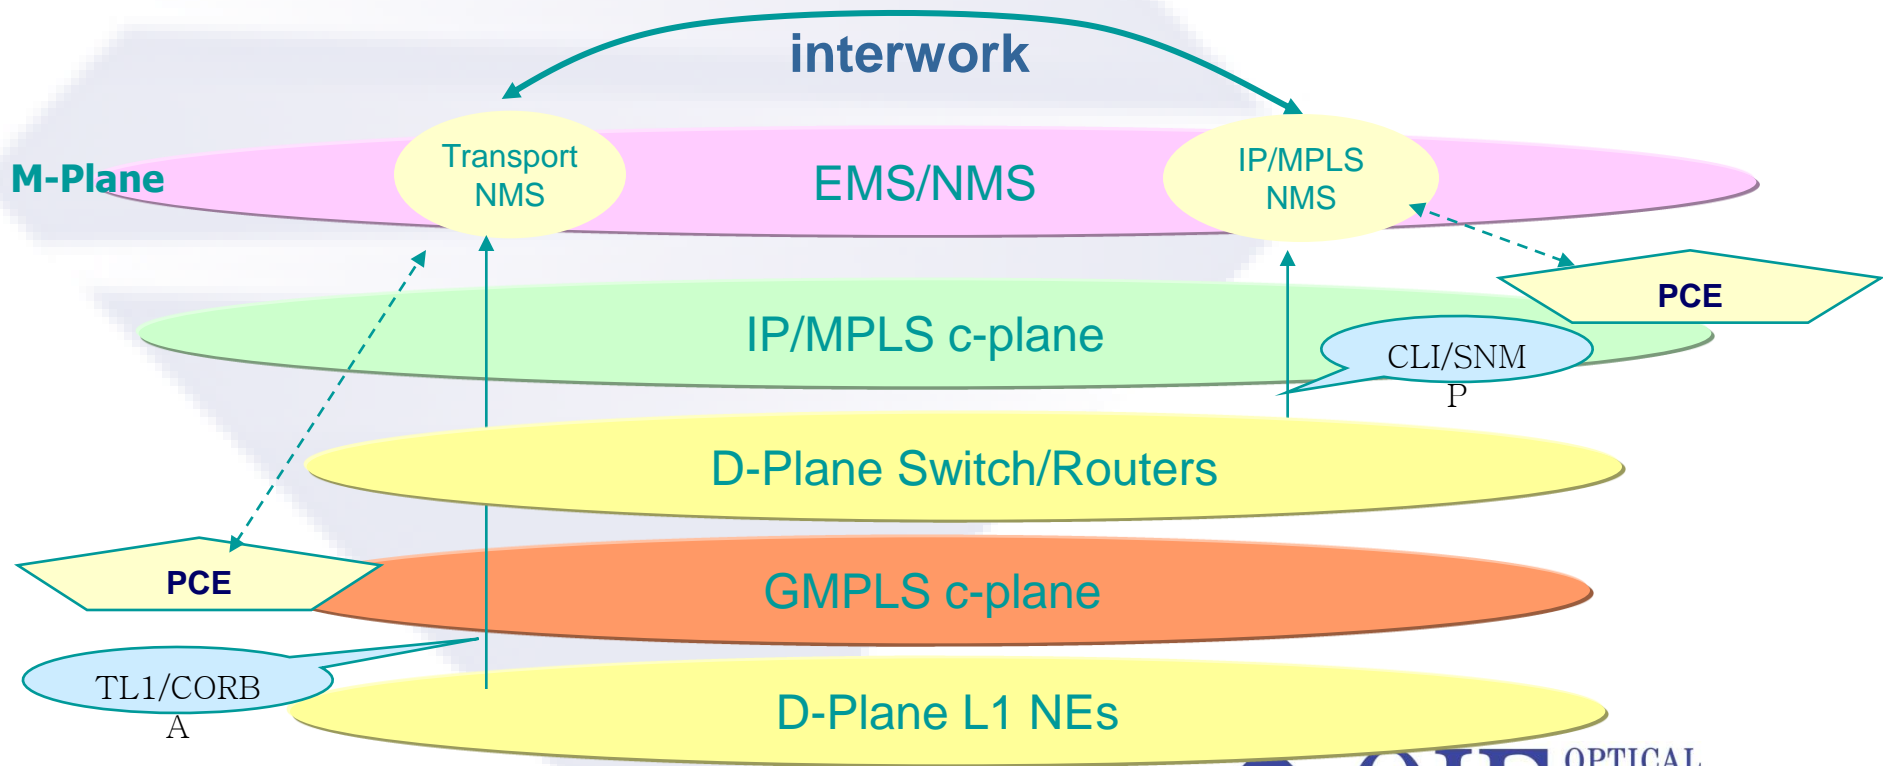 interwork
Transport
NMS
IP/MPLS
NMS
M-Plane
EMS/NMS
PCE
IP/MPLS c-plane
CLI/SNM
P
D-Plane Switch/Routers
PCE
GMPLS c-plane
TL1/CORB
A
D-Plane L1 NEs
OIF
OPTICAL